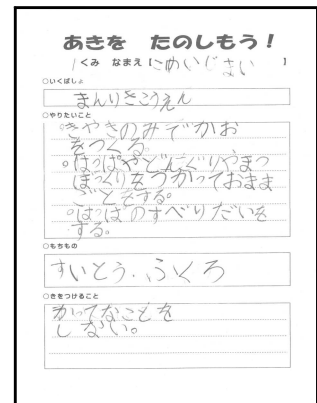 あきを たのしもう！
1くみ なまえ【こめいじまい】
○いくばしょ
まんりきこうえん
○やりたいこと
◦きやきのみでかお
をつくる。
◦はっぱやどんぐりやまつ
ぼっくりをつかっておまま
ごとをする。
◦はっぱのすべりだいを
する。
○もちもの
すいとう、ふくろ
○きをつけること
かってなことを
しない。